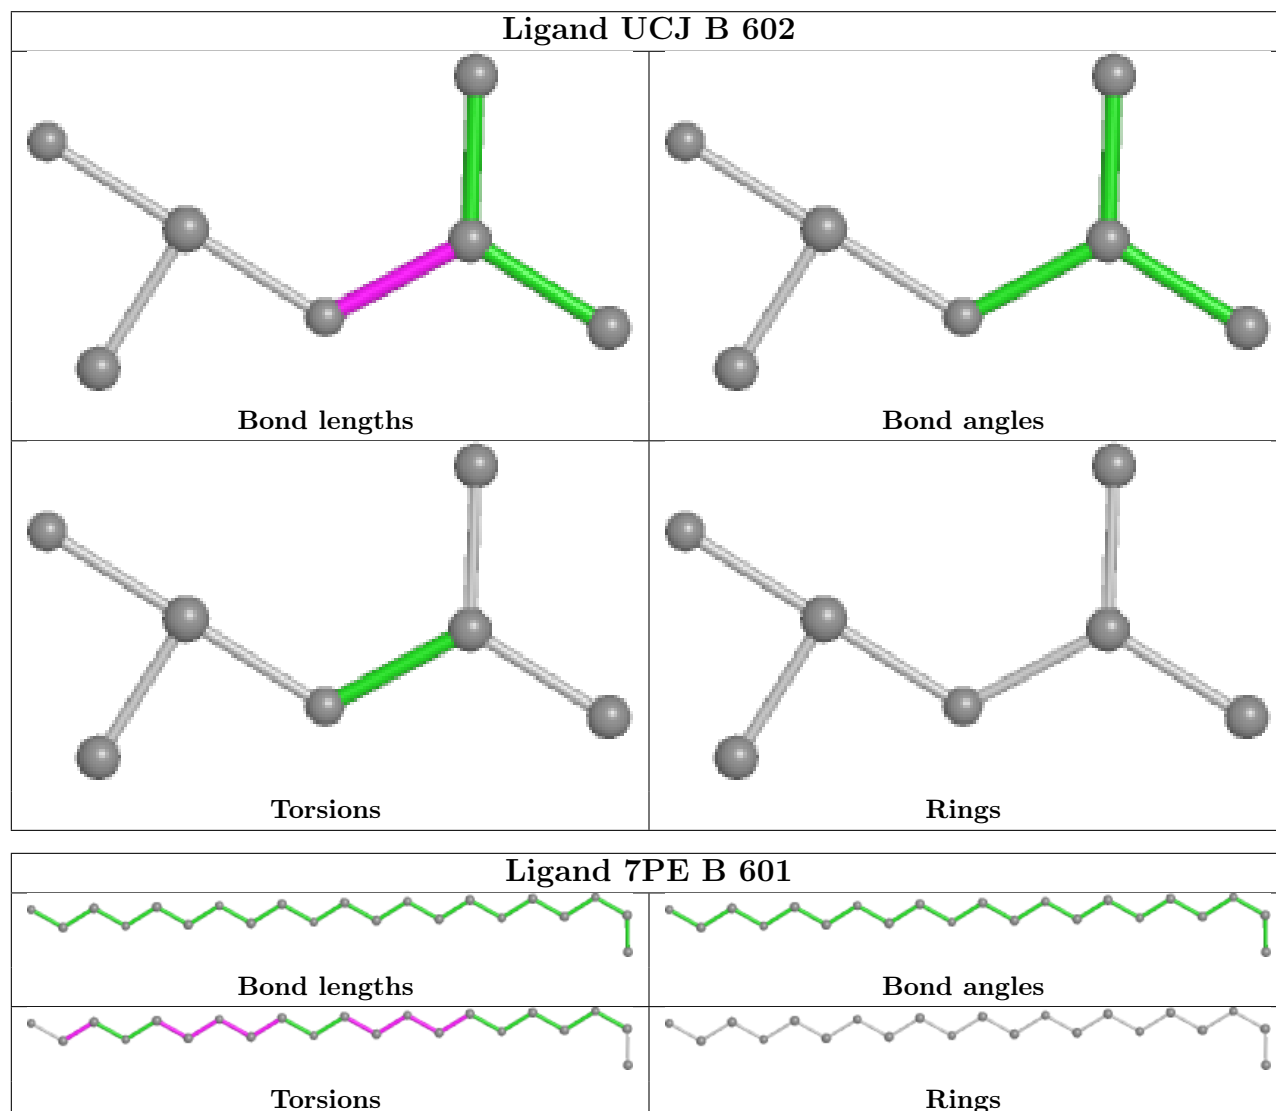 Ligand UCJ B 602
Bond lengths
Bond angles
Torsions
Rings
Ligand 7PE B 601
Bond lengths
Bond angles
Torsions
Rings